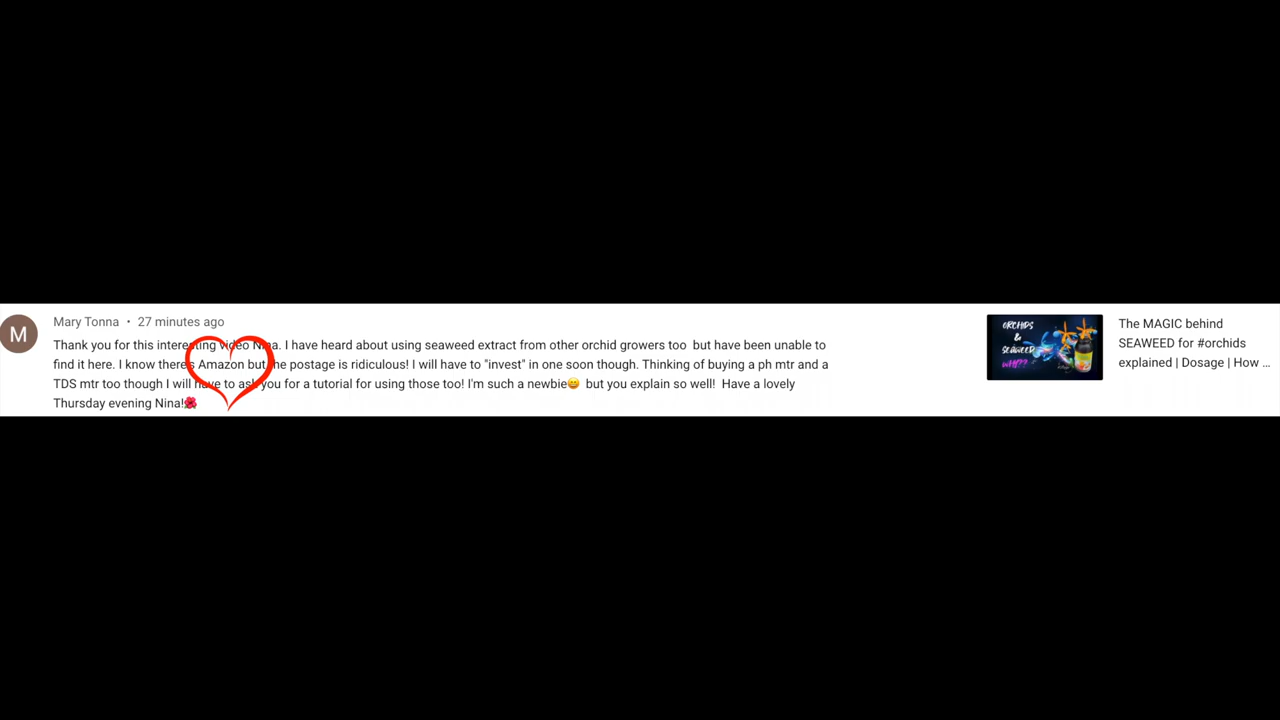 M
Mary Tonna • 27 minutes ago
Thank you for this interesting video Nina. I have heard about using seaweed extract from other orchid growers too but have been unable to
find it here. I know there's Amazon but the postage is ridiculous! I will have to "invest" in one soon though. Thinking of buying a ph mtr and a
TDS mtr too though I will have to ask you for a tutorial for using those too! I'm such a newbie😀 but you explain so well! Have a lovely
Thursday evening Nina!🌺
ORCHIDS
&
SEAWEED
WHY??
The MAGIC behind
SEAWEED for #orchids
explained | Dosage | How ...